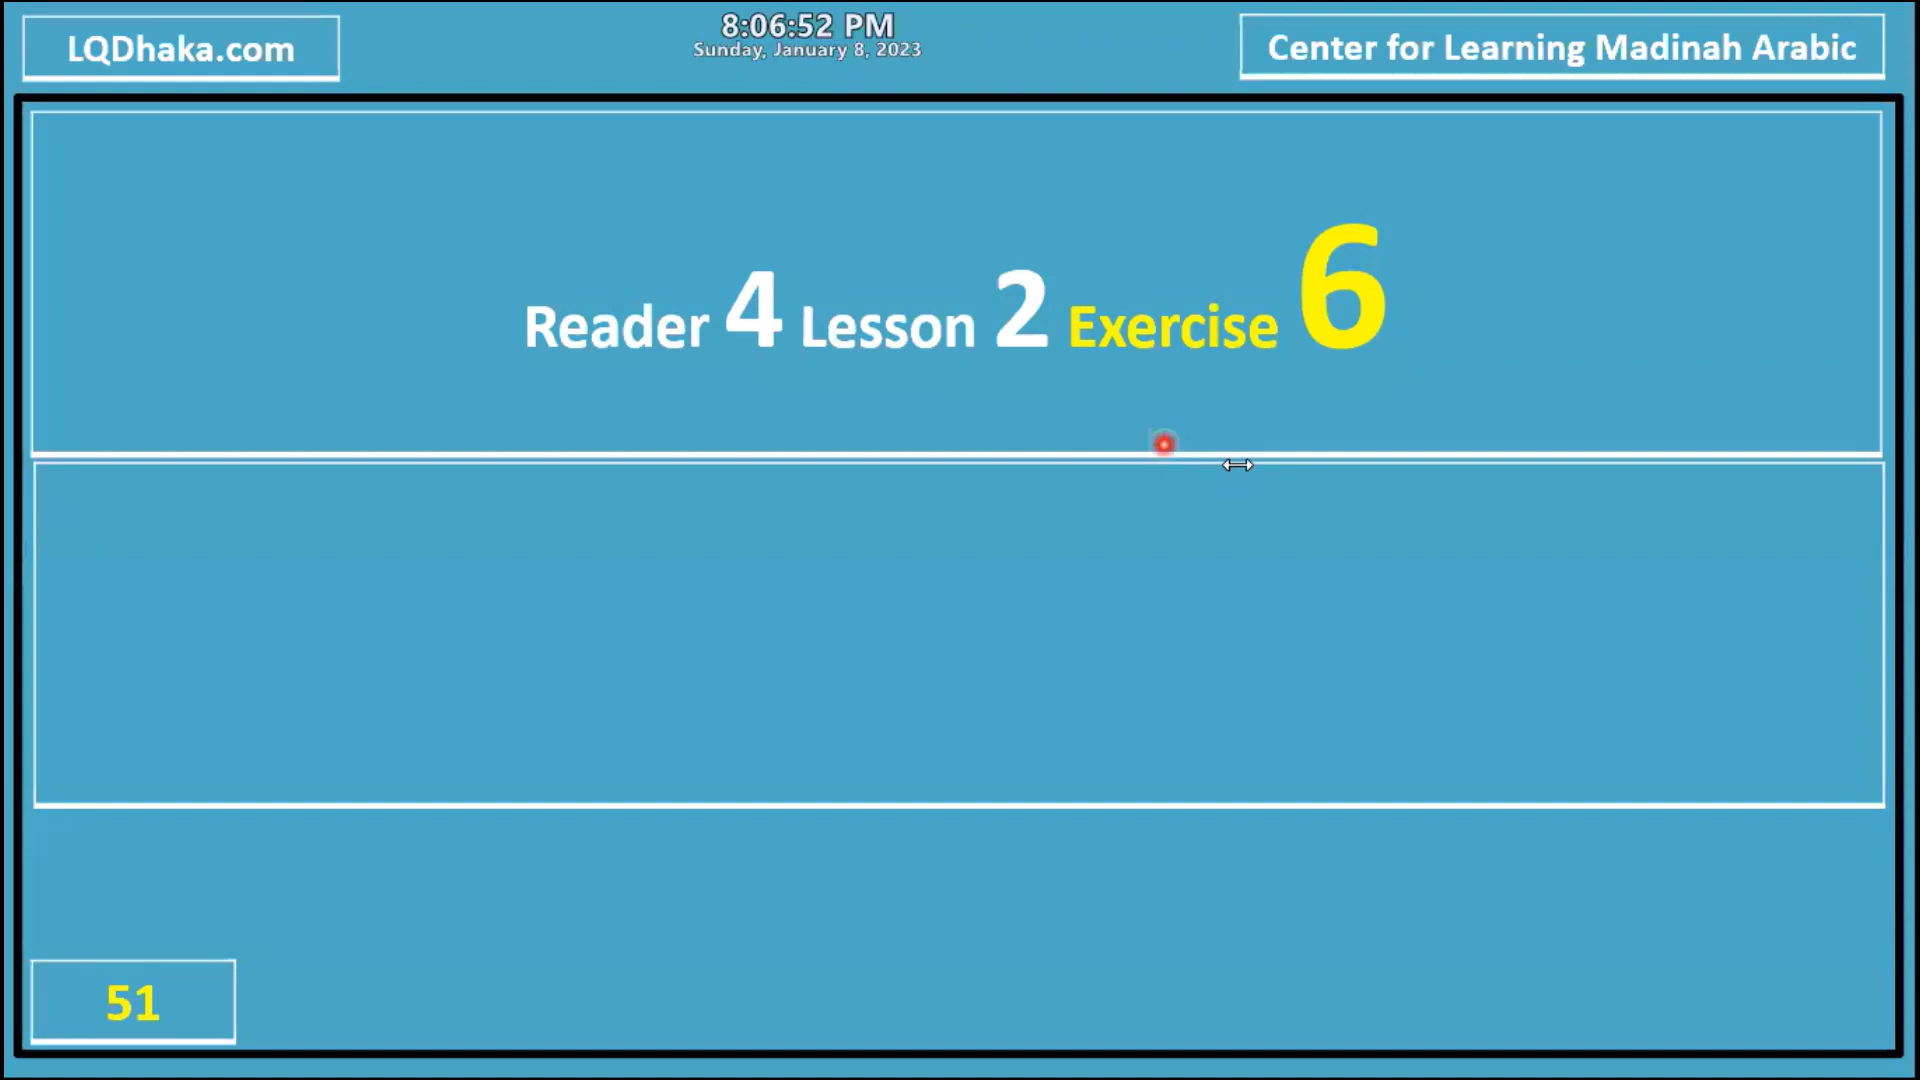 LQDhaka.com
8:06:52 PM
Sunday, January 8, 2023
Center for Learning Madinah Arabic
Reader 4 Lesson 2 Exercise 6
51